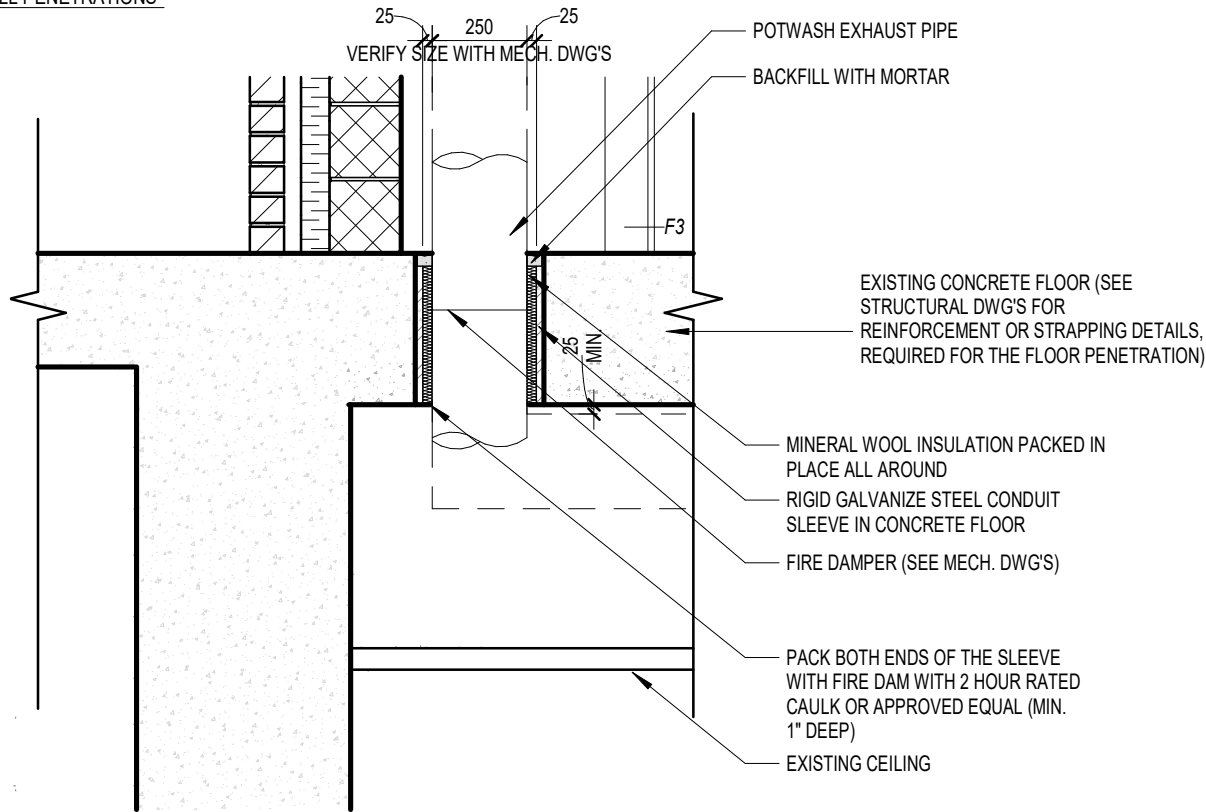 25
250
25
VERIFY SIZE WITH MECH. DWG'S
POTWASH EXHAUST PIPE
BACKFILL WITH MORTAR
F3
EXISTING CONCRETE FLOOR (SEE
STRUCTURAL DWG'S FOR
REINFORCEMENT OR STRAPPING DETAILS,
REQUIRED FOR THE FLOOR PENETRATION)
25
MIN
MINERAL WOOL INSULATION PACKED IN
PLACE ALL AROUND
RIGID GALVANIZE STEEL CONDUIT
SLEEVE IN CONCRETE FLOOR
FIRE DAMPER (SEE MECH. DWG'S)
PACK BOTH ENDS OF THE SLEEVE
WITH FIRE DAM WITH 2 HOUR RATED
CAULK OR APPROVED EQUAL (MIN.
1" DEEP)
EXISTING CEILING